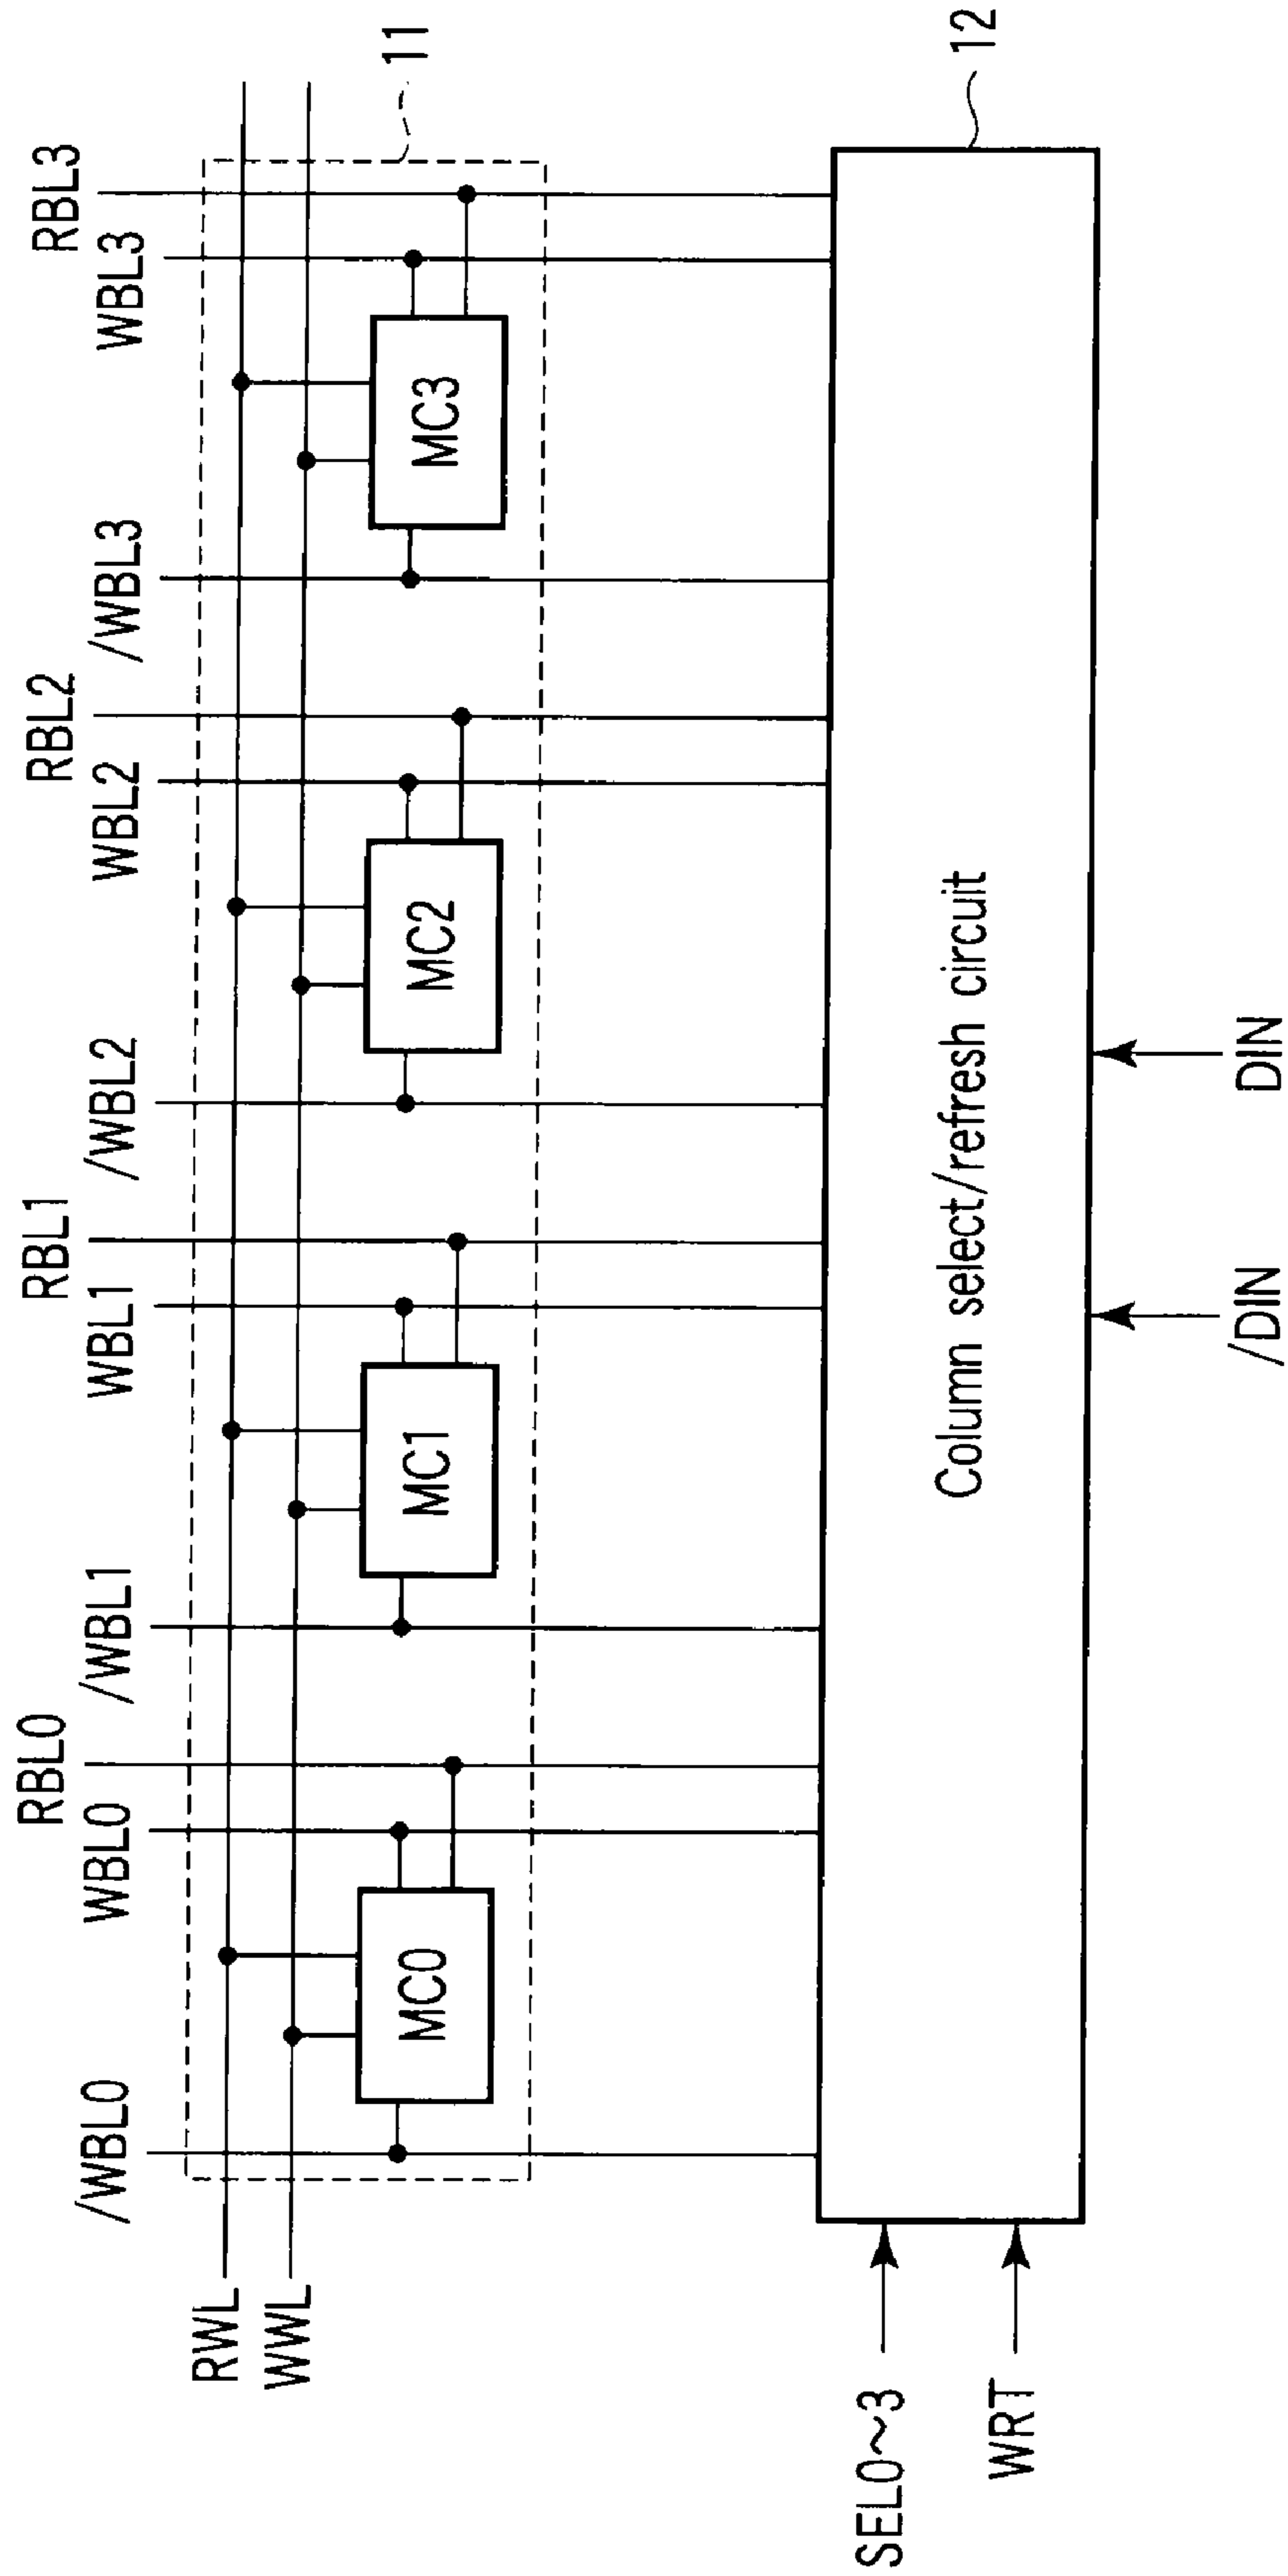 RBL0
RBL1
RBL2
RBL3
/WBL0
WBL0
/WBL1
WBL1
/WBL2
WBL2
/WBL3
WBL3
RWL
WWL
11
MC0
MC1
MC2
MC3
12
SEL0~3
WRT
Column select/refresh circuit
/DIN
DIN